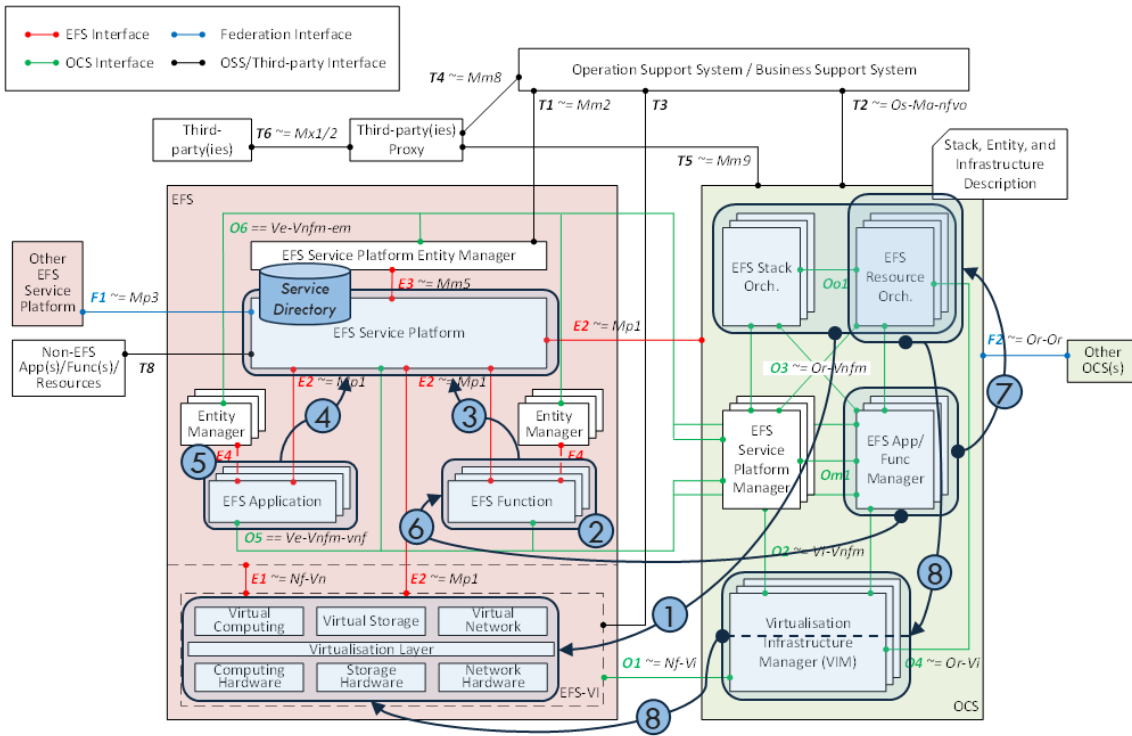 EFS Interface
Federation Interface
OCS Interface
OSS/Third-party Interface
Operation Support System / Business Support System
T4 ~= Mm8
T1 ~= Mm2
T3
T2 ~= Os-Ma-nfvo
Third-
party(ies)
T6 ~= Mx1/2
Third-party(ies)
Proxy
T5 ~= Mm9
Stack, Entity, and
Infrastructure
Description
EFS
O6 == Ve-Vnfm-em
EFS Service Platform Entity Manager
Service
Directory
E3 ~= Mm5
EFS Service Platform
Other
EFS
Service
Platform
F1 ~= Mp3
Non-EFS
App(s)/Func(s)/
Resources
T8
E2 ~= Mp1
E2 ~= Mp1
E2 ~= Mp1
EFS Stack
Orch.
Oo1
EFS
Resource
Orch.
F2 ~= Or-Or
Other
OCS(s)
O3 ~= Or-Vnfm
7
Entity
Manager
4
3
Entity
Manager
5
E4
E4
EFS Application
EFS Function
6
2
O5 == Ve-Vnfm-vnf
EFS
Service
Platform
Manager
Om1
EFS App/
Func
Manager
O2 ~= Vi-Vnfm
8
E1 ~= Nf-Vn
E2 ~= Mp1
Virtual
Computing
Virtual Storage
Virtual
Network
Virtualisation Layer
Computing
Hardware
Storage
Hardware
Network
Hardware
EFS-VI
1
O1 ~= Nf-Vi
Virtualisation
Infrastructure
Manager (VIM)
O4 ~= Or-Vi
8
OCS